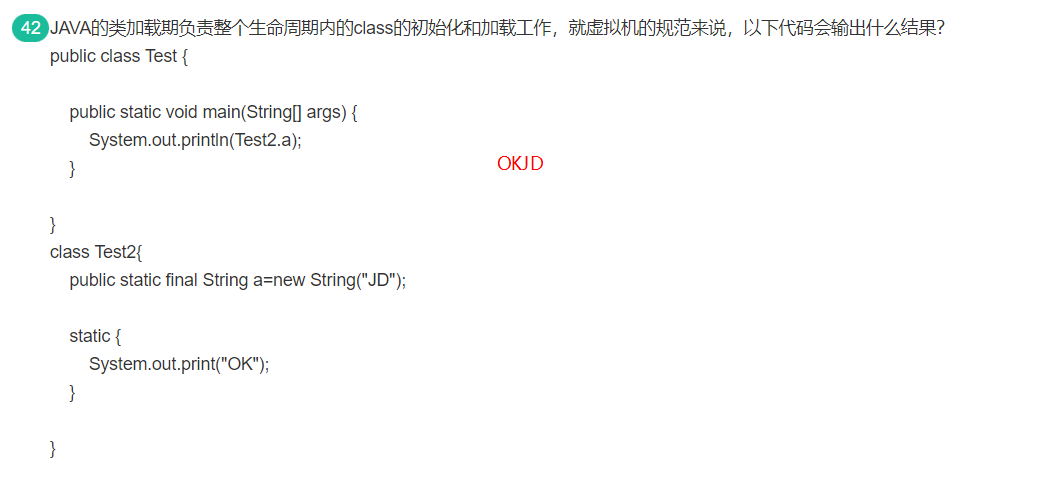 42 JAVA的类加载期负责整个生命周期内的class的初始化和加载工作，就虚拟机的规范来说，以下代码会输出什么结果？
public class Test {
public static void main(String[] args) {
System.out.println(Test2.a);
}
OKJD
}
class Test2{
public static final String a=new String("JD");
static {
System.out.print("OK");
}
}